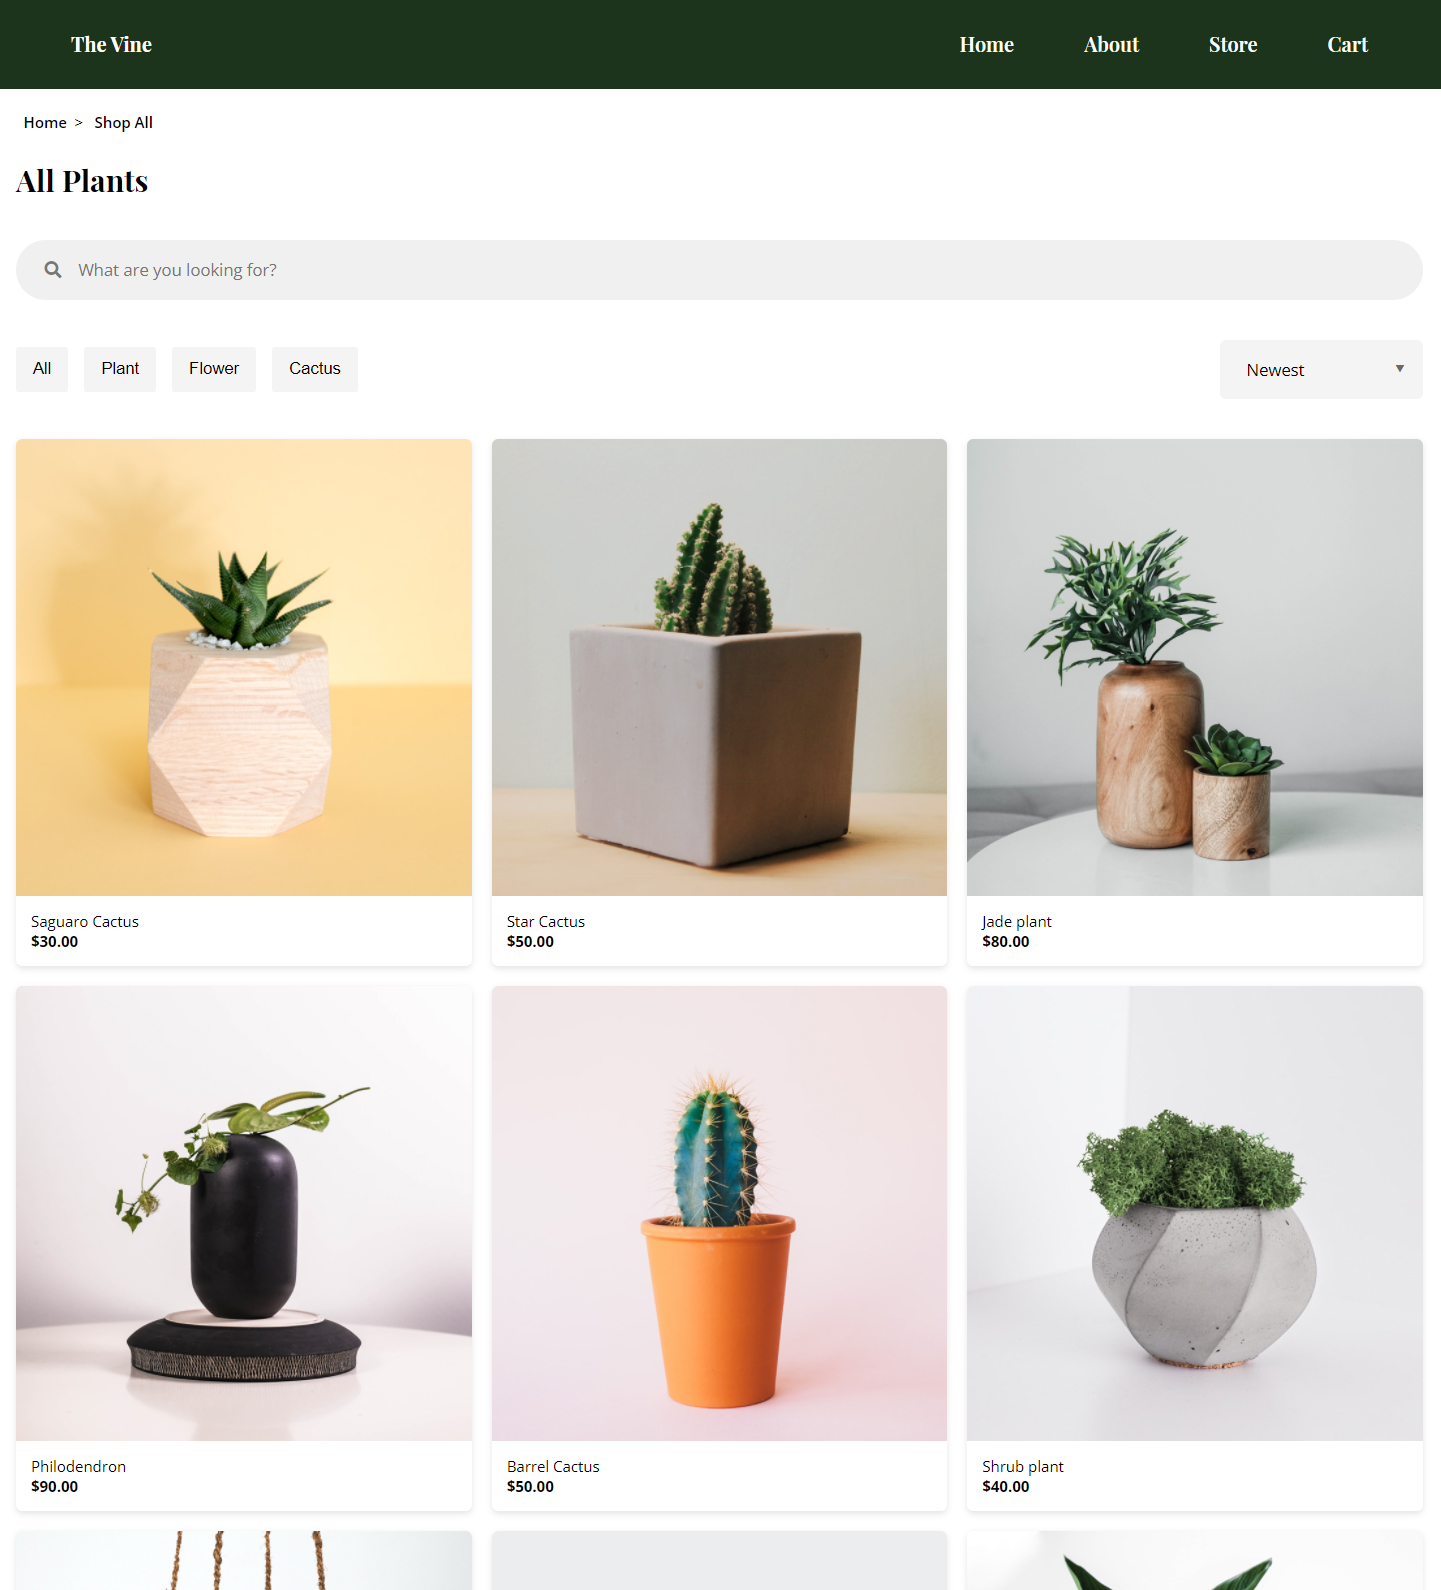 The Vine
Home About Store Cart
Home > Shop All
All Plants
What are you looking for?
All Plant Flower Cactus Newest
Saguaro Cactus
$30.00
Star Cactus
$50.00
Jade plant
$80.00
Philodendron
$90.00
Barrel Cactus
$50.00
Shrub plant
$40.00